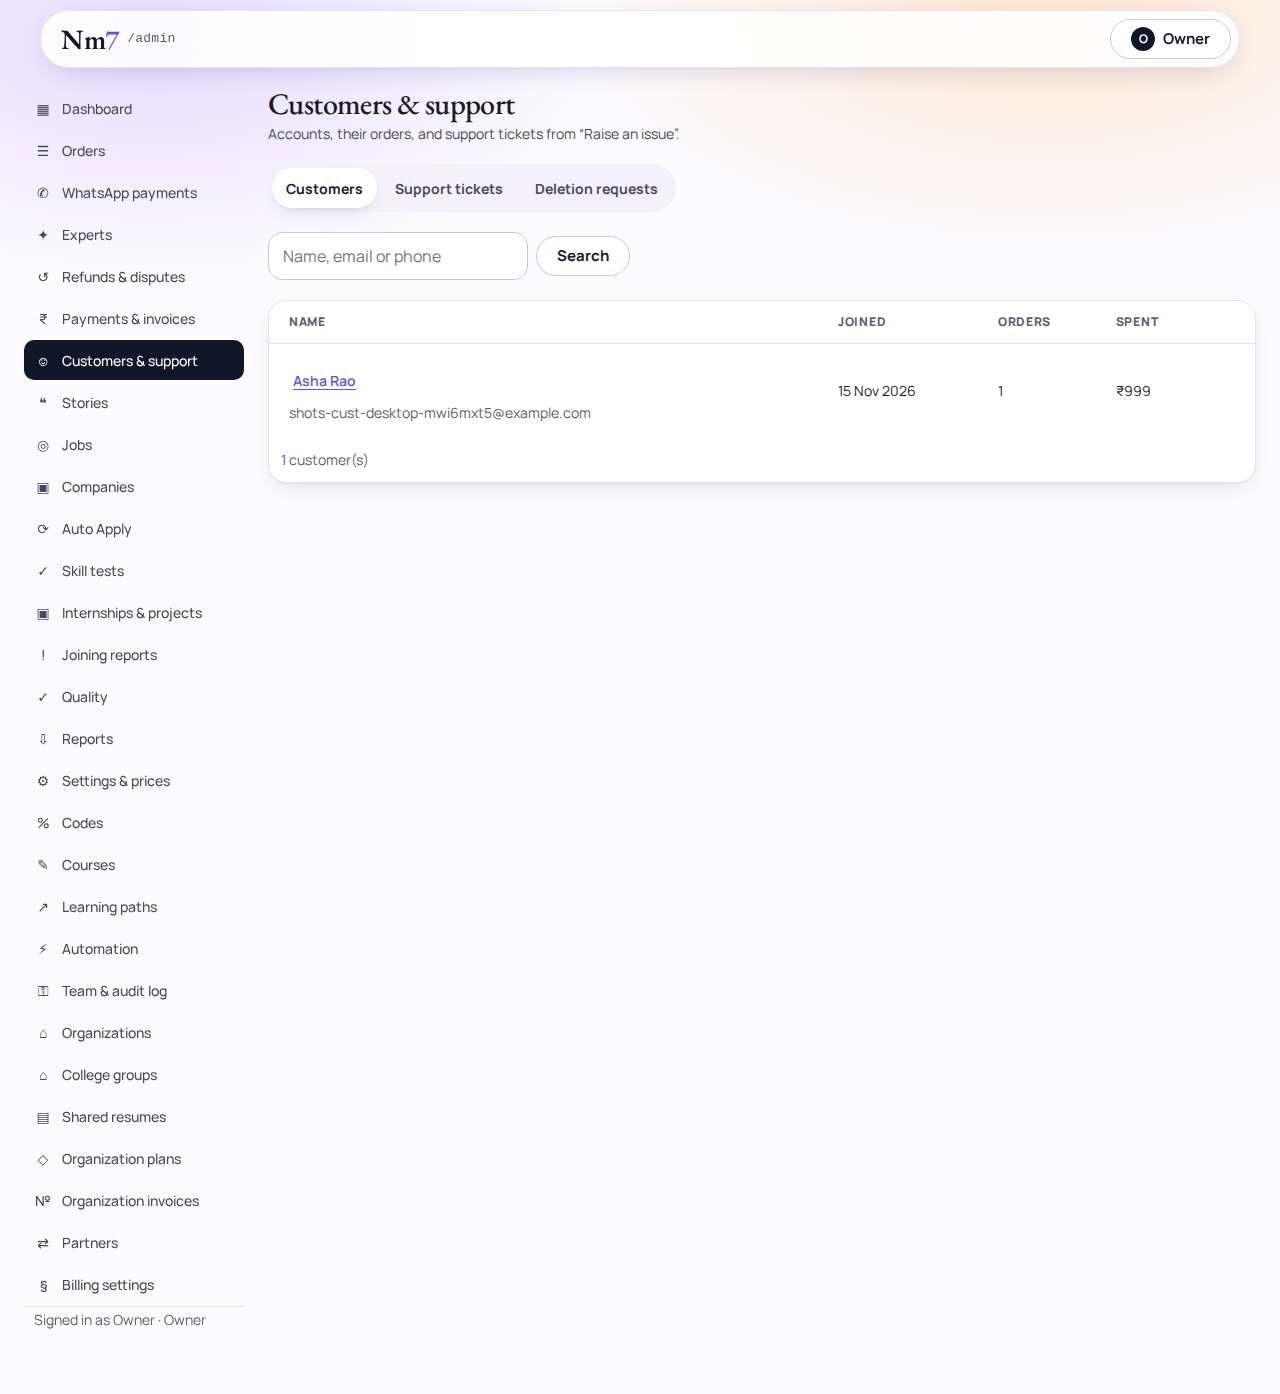 Nm7 /admin
O Owner
▦ Dashboard
☰ Orders
✆ WhatsApp payments
✦ Experts
↺ Refunds & disputes
₹ Payments & invoices
☺ Customers & support
❝ Stories
◎ Jobs
▣ Companies
⟳ Auto Apply
✓ Skill tests
▣ Internships & projects
! Joining reports
✓ Quality
⇩ Reports
⚙ Settings & prices
% Codes
✎ Courses
↗ Learning paths
⚡ Automation
⚿ Team & audit log
⌂ Organizations
⌂ College groups
▤ Shared resumes
◇ Organization plans
№ Organization invoices
⇄ Partners
§ Billing settings
Signed in as Owner · Owner
Customers & support
Accounts, their orders, and support tickets from “Raise an issue”.
Customers Support tickets Deletion requests
Name, email or phone Search
NAME JOINED ORDERS SPENT
Asha Rao
shots-cust-desktop-mwi6mxt5@example.com
15 Nov 2026 1 ₹999
1 customer(s)